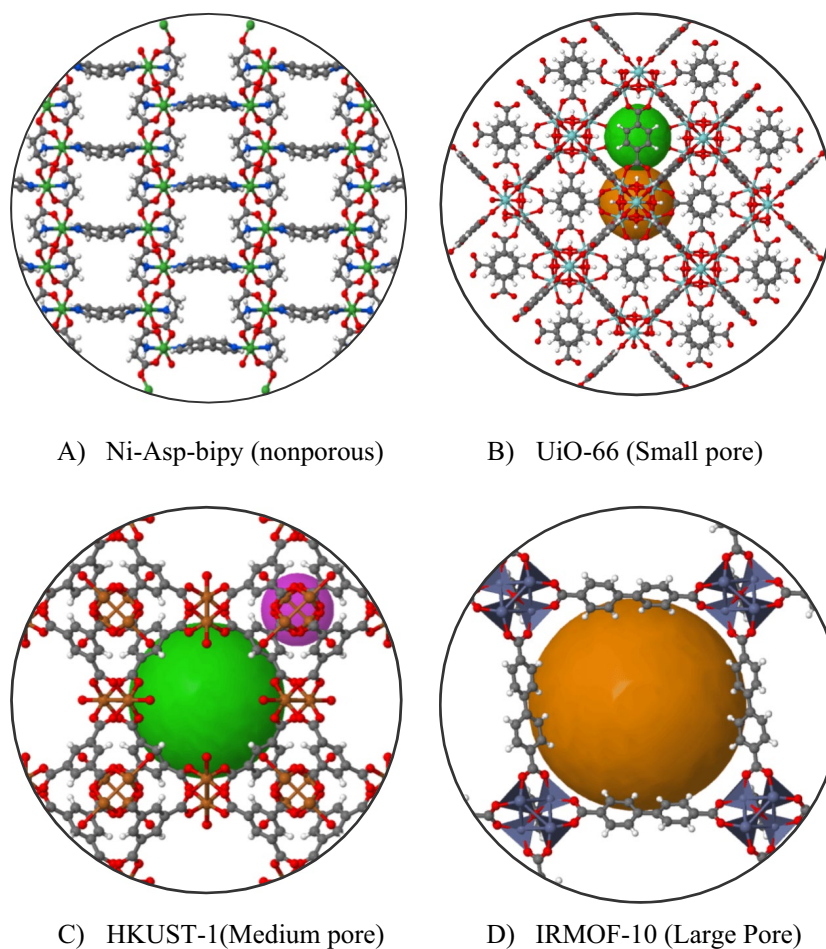 A) Ni-Asp-bipy (nonporous)
B) UiO-66 (Small pore)
C) HKUST-1(Medium pore)
D) IRMOF-10 (Large Pore)